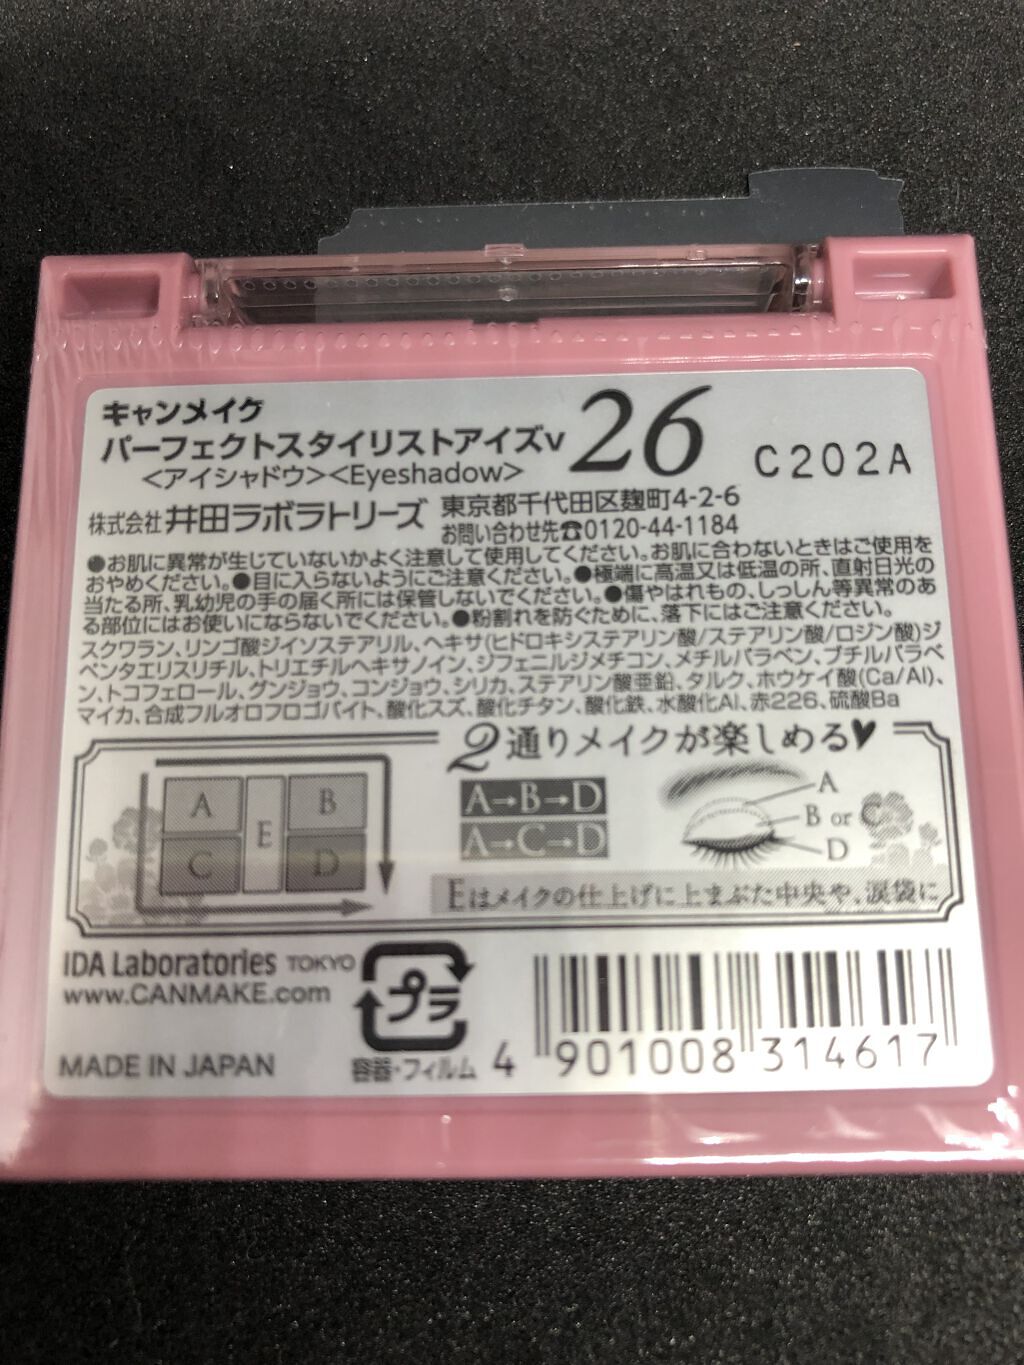 キャンメイク
パーフェクトスタイリストアイズv 26 C202A
<アイシャドウ><Eyeshadow>
株式会社 井田ラボラトリーズ 東京都千代田区麹町4-2-6
お問い合わせ先☎0120-44-1184
●お肌に異常が生じていないかよく注意して使用してください。お肌に合わないときはご使用を
おやめください。●目に入らないようにご注意ください。●極端に高温又は低温の所、直射日光の
当たる所、乳幼児の手の届く所には保管しないでください。●傷やはれもの、しっしん等異常のあ
る部位にはお使いにならないでください。●粉割れを防ぐために、落下にはご注意ください。
スクワラン、リンゴ酸ジイソステアリル、ヘキサ(ヒドロキシステアリン酸/ステアリン酸/ロジン酸)ジ
ペンタエリスリチル、トリエチルヘキサノイン、ジフェニルジメチコン、メチルパラベン、ブチルパラベ
ン、トコフェロール、グンジョウ、コンジョウ、シリカ、ステアリン酸亜鉛、タルク、ホウケイ酸(Ca/Al)、
マイカ、合成フルオロフロゴパイト、酸化スズ、酸化チタン、酸化鉄、水酸化Al、赤226、硫酸Ba
2通りメイクが楽しめる♥
A B
E
C D
A→B→D
A→C→D
A
B or C
D
Eはメイクの仕上げに上まぶた中央や、涙袋に
IDA Laboratories TOKYO
www.CANMAKE.com
MADE IN JAPAN
プラ
容器・フィルム
4 901008 314617